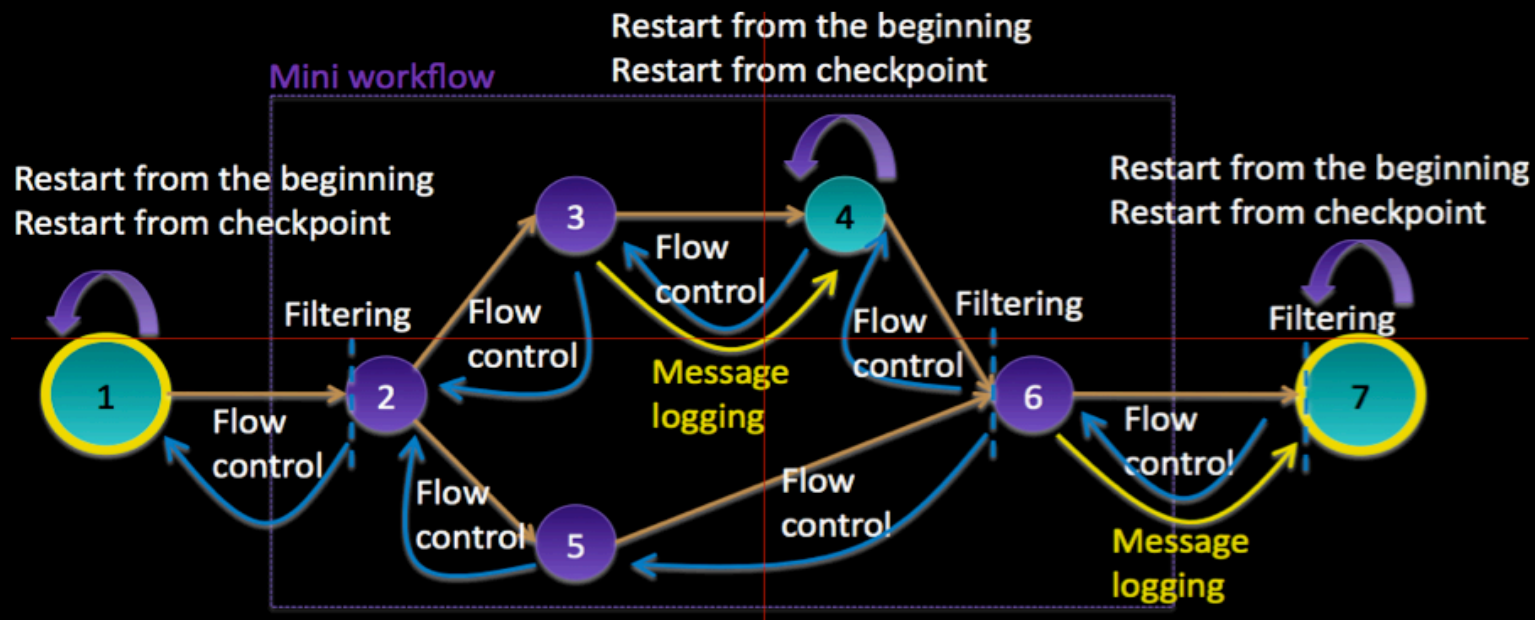 Restart from the beginning
Restart from checkpoint
Mini workflow
Restart from the beginning
Restart from checkpoint
Restart from the beginning
Restart from checkpoint
3
4
Flow
control
Filtering
Flow
control
Flow
control
Filtering
Filtering
Message
logging
1
2
6
7
Flow
control
Flow
control
Flow
control
Flow
control
5
Message
logging